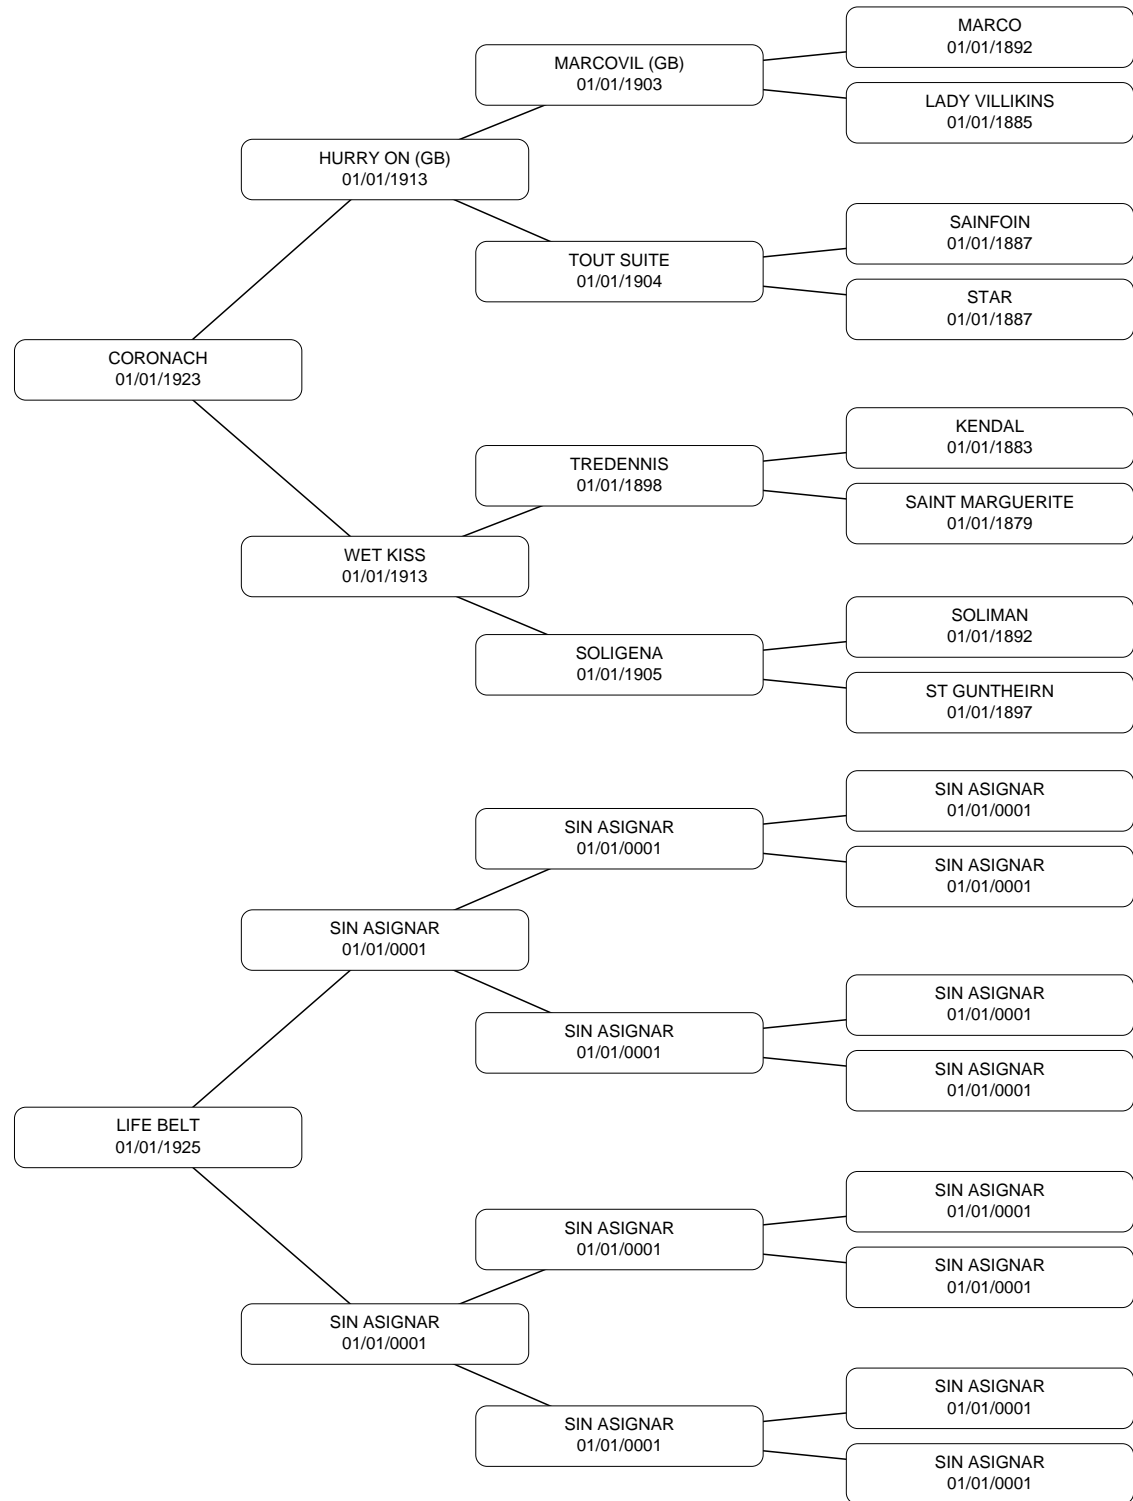 MARCO
01/01/1892
MARCOVIL (GB)
01/01/1903
LADY VILLIKINS
01/01/1885
HURRY ON (GB)
01/01/1913
SAINFOIN
01/01/1887
TOUT SUITE
01/01/1904
STAR
01/01/1887
CORONACH
01/01/1923
KENDAL
01/01/1883
TREDENNIS
01/01/1898
SAINT MARGUERITE
01/01/1879
WET KISS
01/01/1913
SOLIMAN
01/01/1892
SOLIGENA
01/01/1905
ST GUNTHEIRN
01/01/1897
SIN ASIGNAR
01/01/0001
SIN ASIGNAR
01/01/0001
SIN ASIGNAR
01/01/0001
SIN ASIGNAR
01/01/0001
SIN ASIGNAR
01/01/0001
SIN ASIGNAR
01/01/0001
SIN ASIGNAR
01/01/0001
LIFE BELT
01/01/1925
SIN ASIGNAR
01/01/0001
SIN ASIGNAR
01/01/0001
SIN ASIGNAR
01/01/0001
SIN ASIGNAR
01/01/0001
SIN ASIGNAR
01/01/0001
SIN ASIGNAR
01/01/0001
SIN ASIGNAR
01/01/0001